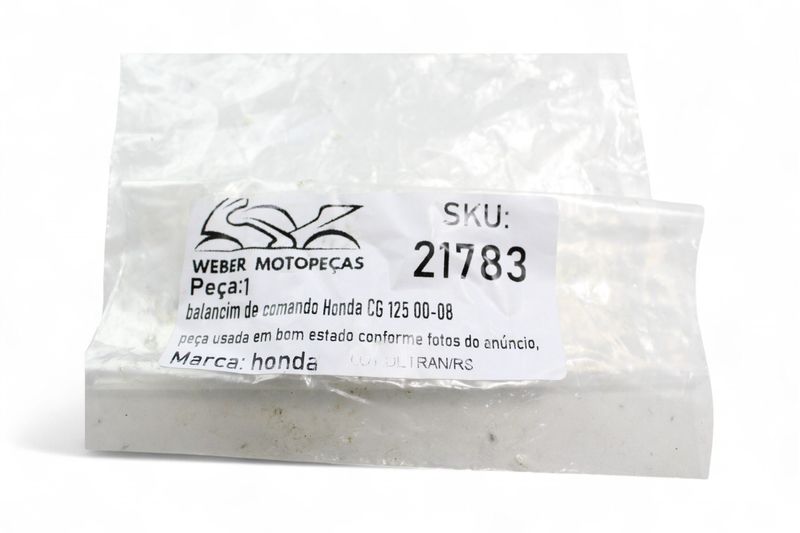 SKU:
21783
WEBER MOTOPEÇAS
Peça:1
balancim de comando Honda CG 125 00-08
peça usada em bom estado conforme fotos do anúncio,
Marca: honda